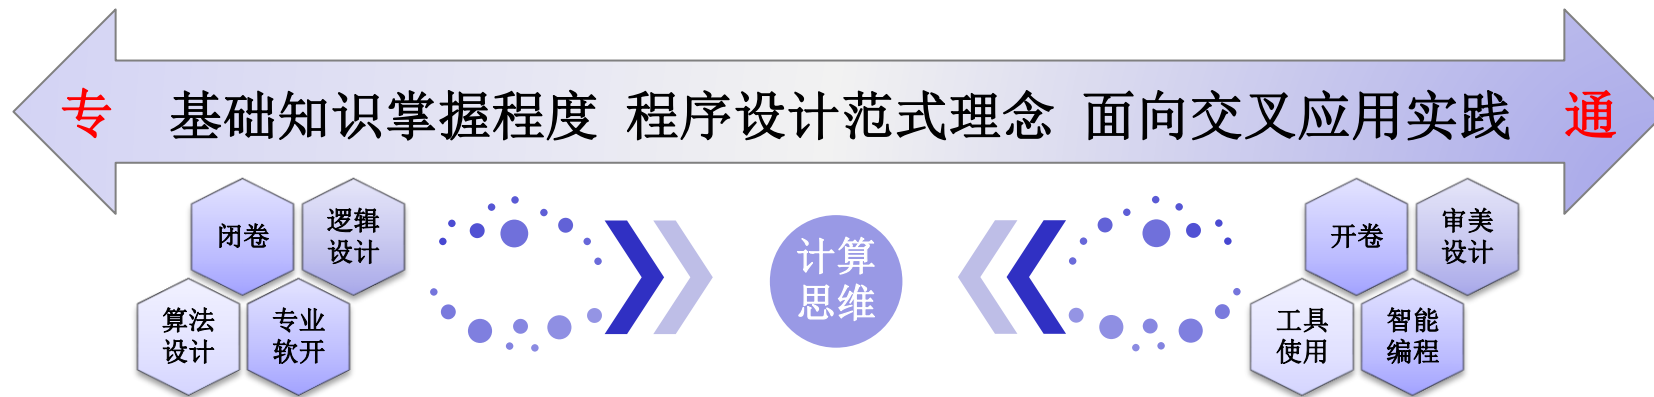 专 基础知识掌握程度 程序设计范式理念 面向交叉应用实践 通
闭卷
逻辑
设计
算法
设计
专业
软开
计算
思维
开卷
审美
设计
工具
使用
智能
编程